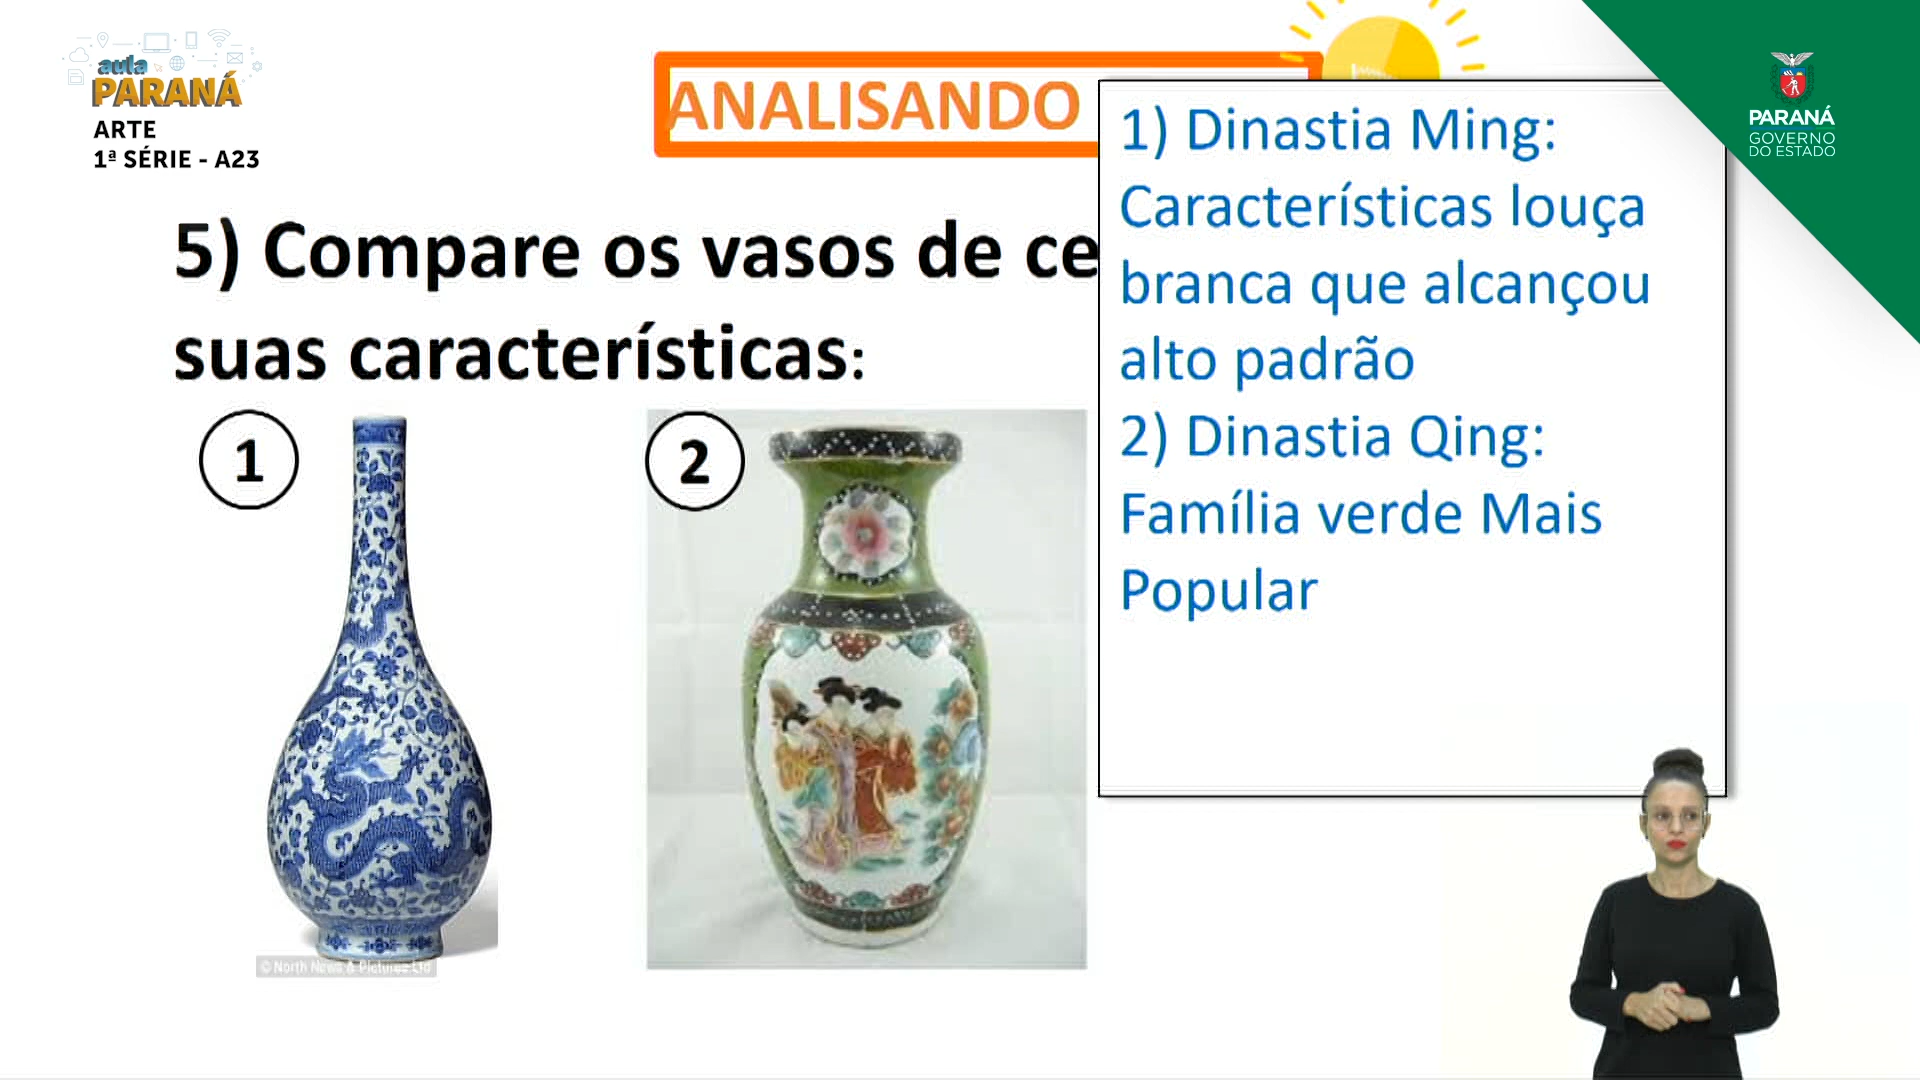 aula
PARANÁ
ARTE
1ª SÉRIE - A23
ANALISANDO
5) Compare os vasos de ce
suas características:
1
2
© North News & Pictures Ltd
1) Dinastia Ming:
Características louça
branca que alcançou
alto padrão
2) Dinastia Qing:
Família verde Mais
Popular
PARANÁ
GOVERNO
DO ESTADO